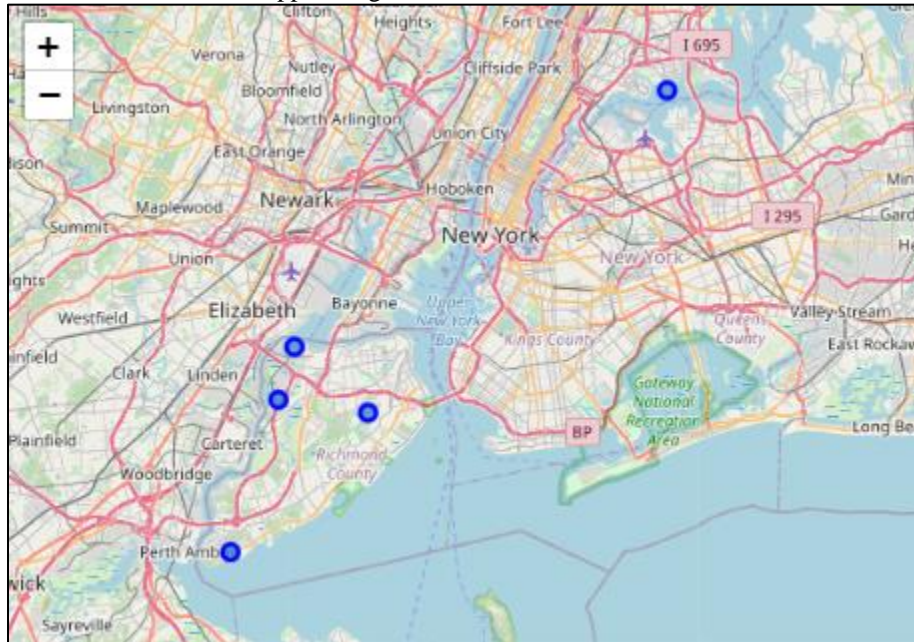 Hills
Clifton
Heights
Fort Lee
+
Verona
I 695
Nutley
Cliffside Park
Bloomfield
−
Livingston
North Arlington
Union City
East Orange
Newark
Hoboken
Maplewood
I 295
Summit
New York
New York
Union
Elizabeth
Bayonne
Upper
New York
Bay
Valley Stream
Westfield
Kings County
Queens
County
East Rockaw
Clark
Linden
Gateway
National
Recreation
Area
BP
Long Be
Plainfield
Carteret
Richmond
County
Woodbridge
Perth Amb
wick
Sayreville